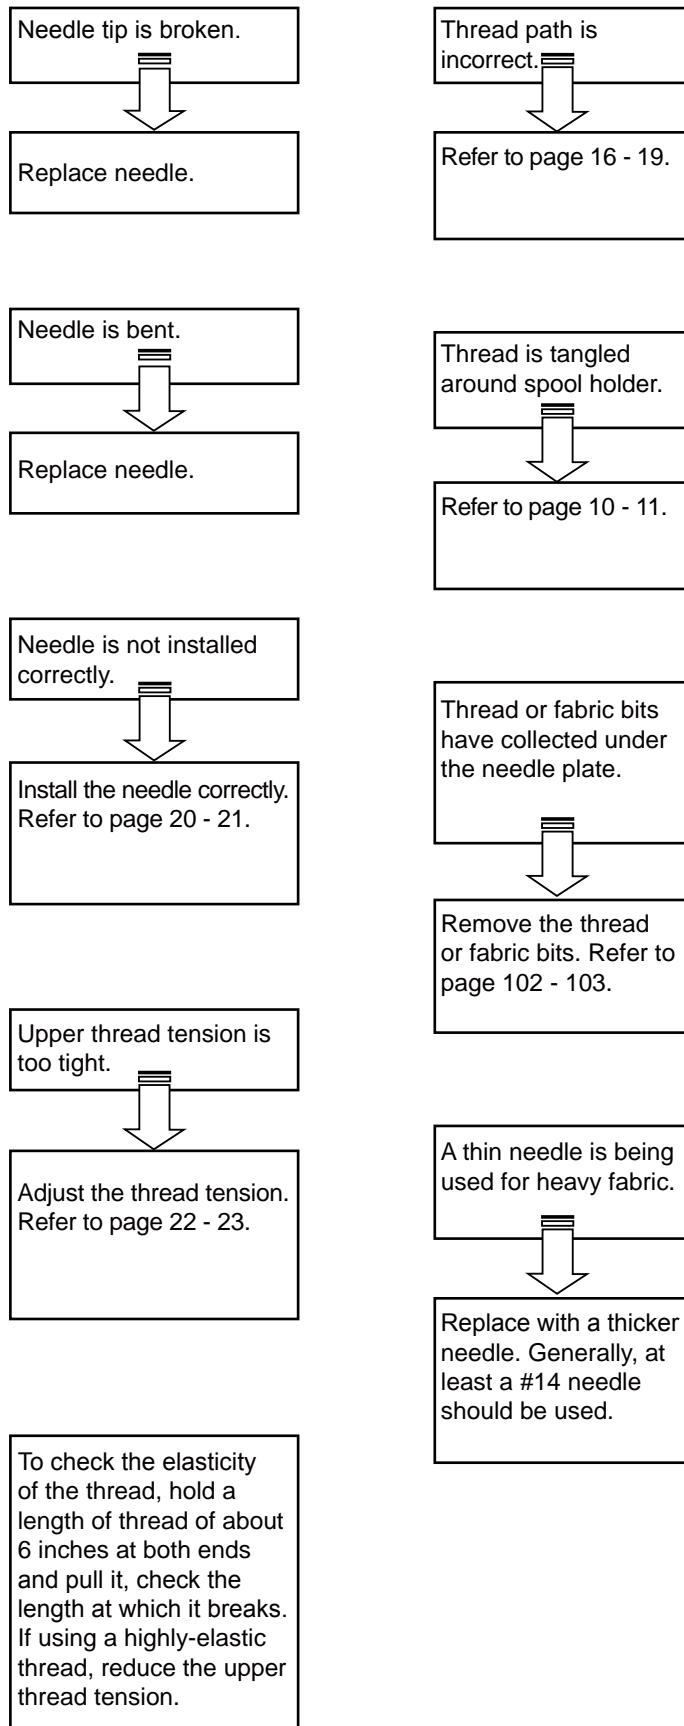 Needle tip is broken.
Replace needle.
Needle is bent.
Replace needle.
Needle is not installed
correctly.
Install the needle correctly.
Refer to page 20 - 21.
Upper thread tension is
too tight.
Adjust the thread tension.
Refer to page 22 - 23.
To check the elasticity
of the thread, hold a
length of thread of about
6 inches at both ends
and pull it, check the
length at which it breaks.
If using a highly-elastic
thread, reduce the upper
thread tension.
Thread path is
incorrect.
Refer to page 16 - 19.
Thread is tangled
around spool holder.
Refer to page 10 - 11.
Thread or fabric bits
have collected under
the needle plate.
Remove the thread
or fabric bits. Refer to
page 102 - 103.
A thin needle is being
used for heavy fabric.
Replace with a thicker
needle. Generally, at
least a #14 needle
should be used.